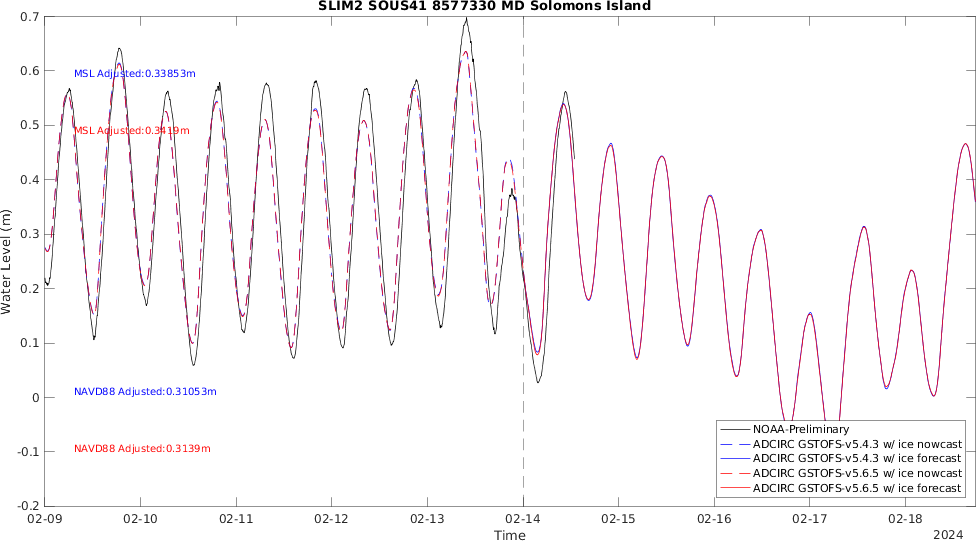 SLIM2 SOUS41 8577330 MD Solomons Island
0.7
0.6
0.5
0.4
0.3
0.2
0.1
0
-0.1
-0.2
Water Level (m)
MSL Adjusted:0.33853m
MSL Adjusted:0.3419m
NAVD88 Adjusted:0.31053m
NAVD88 Adjusted:0.3139m
NOAA-Preliminary
ADCIRC GSTOFS-v5.4.3 w/ ice nowcast
ADCIRC GSTOFS-v5.4.3 w/ ice forecast
ADCIRC GSTOFS-v5.6.5 w/ ice nowcast
ADCIRC GSTOFS-v5.6.5 w/ ice forecast
02-09 02-10 02-11 02-12 02-13 02-14 02-15 02-16 02-17 02-18
Time
2024